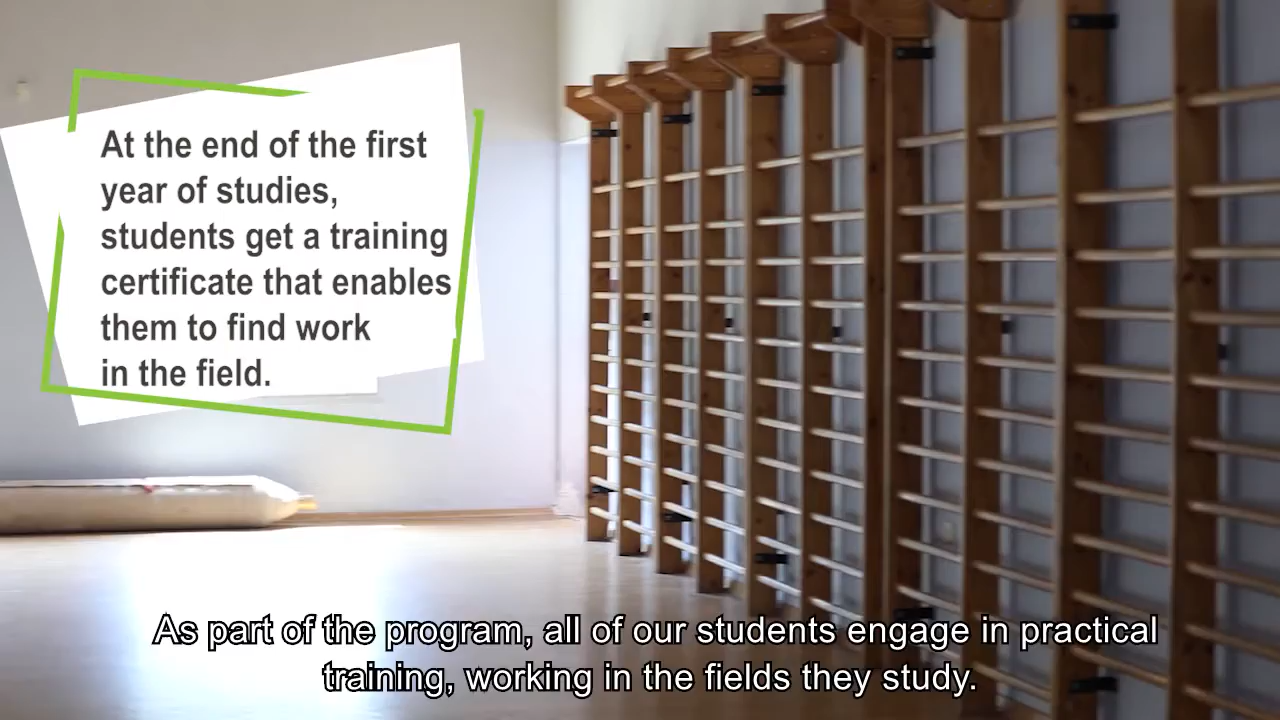 At the end of the first
year of studies,
students get a training
certificate that enables
them to find work
in the field.
As part of the program, all of our students engage in practical
training, working in the fields they study.